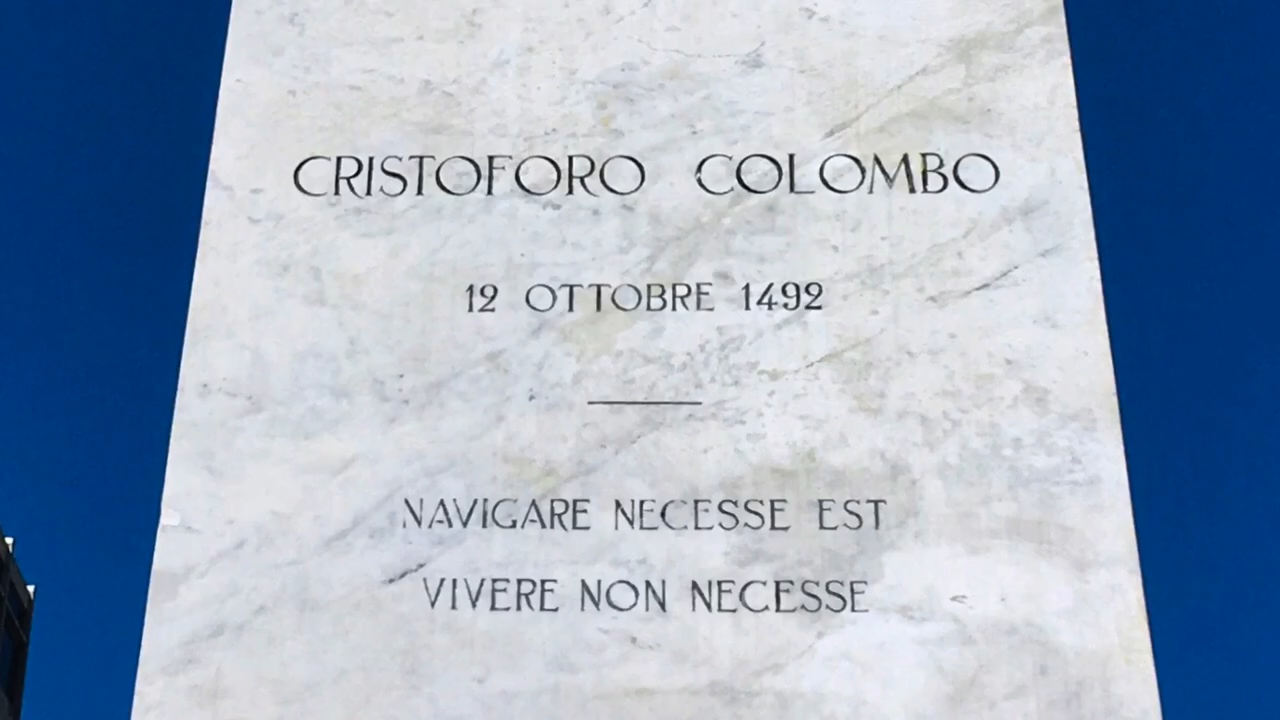 CRISTOFORO COLOMBO
12 OTTOBRE 1492
NAVIGARE NECESSE EST
VIVERE NON NECESSE